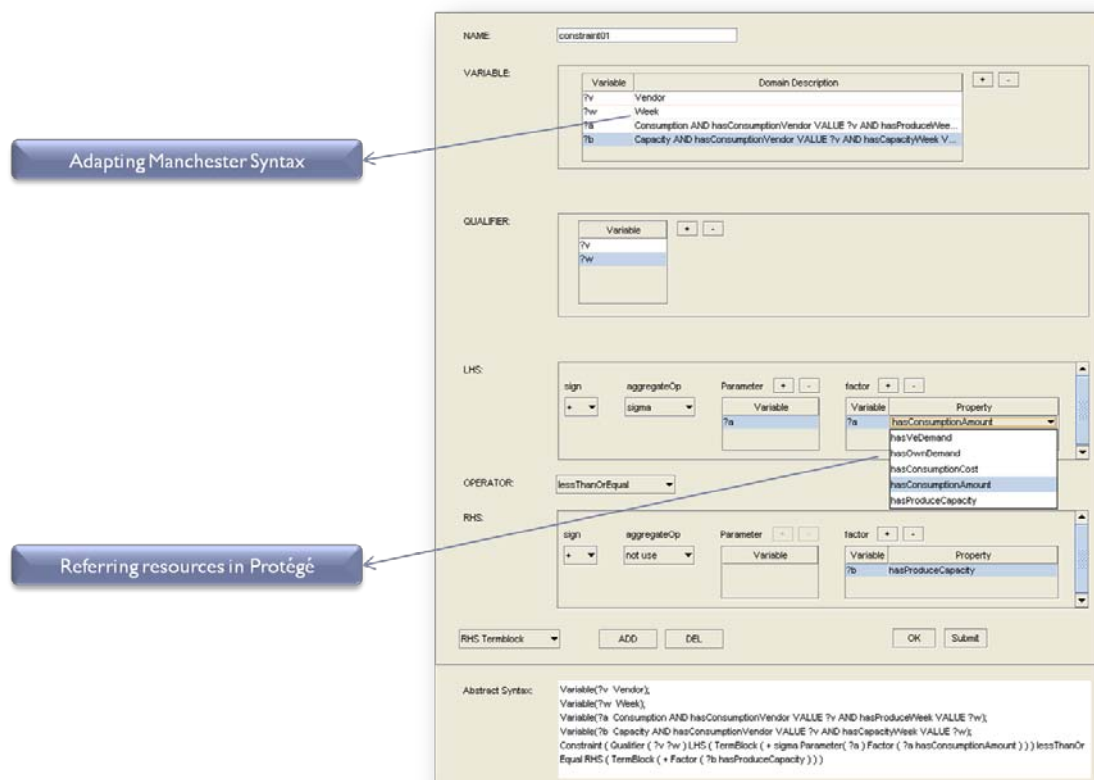 NAME: constraint01
VARIABLE: + -
Variable Domain Description
?v Vendor
?w Week
?a Consumption AND hasConsumptionVendor VALUE ?v AND hasProduceWee...
?b Capacity AND hasConsumptionVendor VALUE ?v AND hasCapacityWeek V...
Adapting Manchester Syntax
QUALIFIER: Variable + -
?v
?w
LHS:
sign aggregateOp Parameter + - factor + -
+ sigma Variable Variable Property
?a ?a hasConsumptionAmount
hasVeDemand
hasOwnDemand
hasConsumptionCost
hasConsumptionAmount
hasProduceCapacity
OPERATOR: lessThanOrEqual
RHS:
sign aggregateOp Parameter + - factor + -
+ not use Variable Variable Property
?b hasProduceCapacity
Referring resources in Protégé
RHS Termblock ADD DEL OK Submit
Abstract Syntax: Variable(?v Vendor);
Variable(?w Week);
Variable(?a Consumption AND hasConsumptionVendor VALUE ?v AND hasProduceWeek VALUE ?w);
Variable(?b Capacity AND hasConsumptionVendor VALUE ?v AND hasCapacityWeek VALUE ?w);
Constraint ( Qualifier ( ?v ?w ) LHS ( TermBlock ( + sigma Parameter( ?a ) Factor ( ?a hasConsumptionAmount ) ) ) lessThanOr
Equal RHS ( TermBlock ( + Factor ( ?b hasProduceCapacity ) ) )